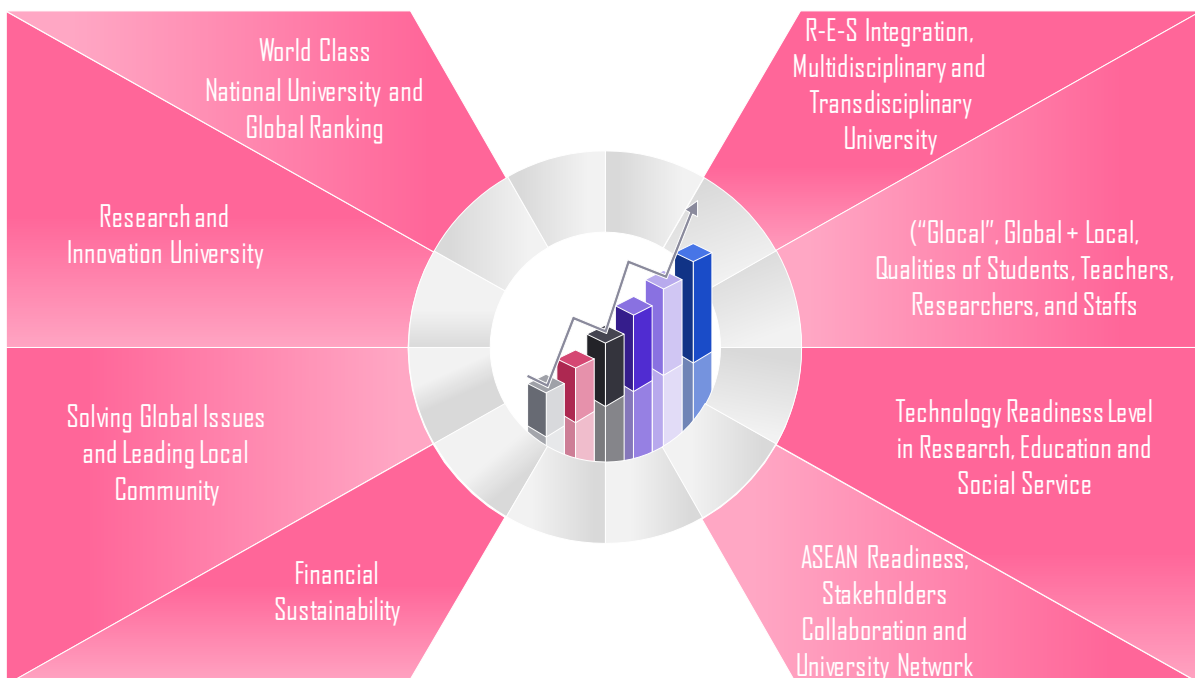 World Class
National University and
Global Ranking
R-E-S Integration,
Multidisciplinary and
Transdisciplinary
University
Research and
Innovation University
("Glocal", Global + Local,
Qualities of Students, Teachers,
Researchers, and Staffs
Solving Global Issues
and Leading Local
Community
Technology Readiness Level
in Research, Education and
Social Service
Financial
Sustainability
ASEAN Readiness,
Stakeholders
Collaboration and
University Network